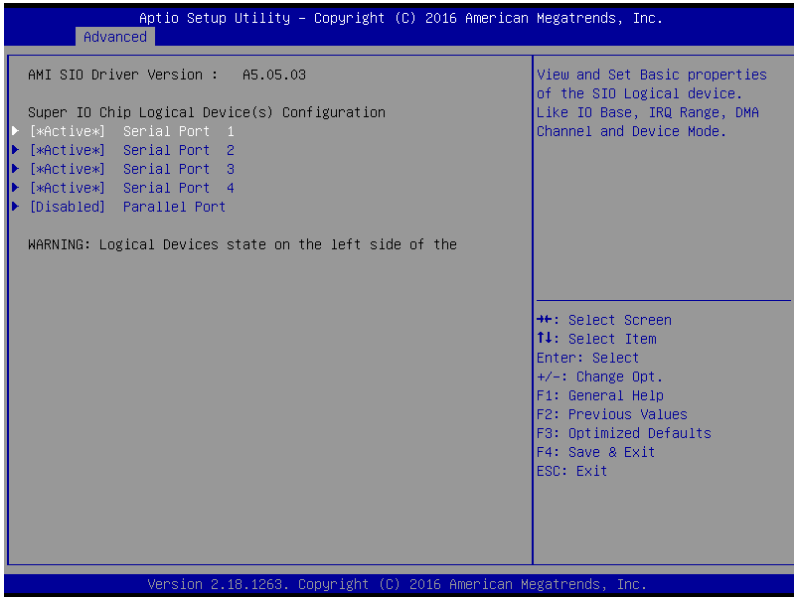 Aptio Setup Utility – Copyright (C) 2016 American Megatrends, Inc.
Advanced
AMI SIO Driver Version : A5.05.03
Super IO Chip Logical Device(s) Configuration
[*Active*] Serial Port 1
[*Active*] Serial Port 2
[*Active*] Serial Port 3
[*Active*] Serial Port 4
[Disabled] Parallel Port
WARNING: Logical Devices state on the left side of the
View and Set Basic properties
of the SIO Logical device.
Like IO Base, IRQ Range, DMA
Channel and Device Mode.
→←: Select Screen
↑↓: Select Item
Enter: Select
+/-: Change Opt.
F1: General Help
F2: Previous Values
F3: Optimized Defaults
F4: Save & Exit
ESC: Exit
Version 2.18.1263. Copyright (C) 2016 American Megatrends, Inc.